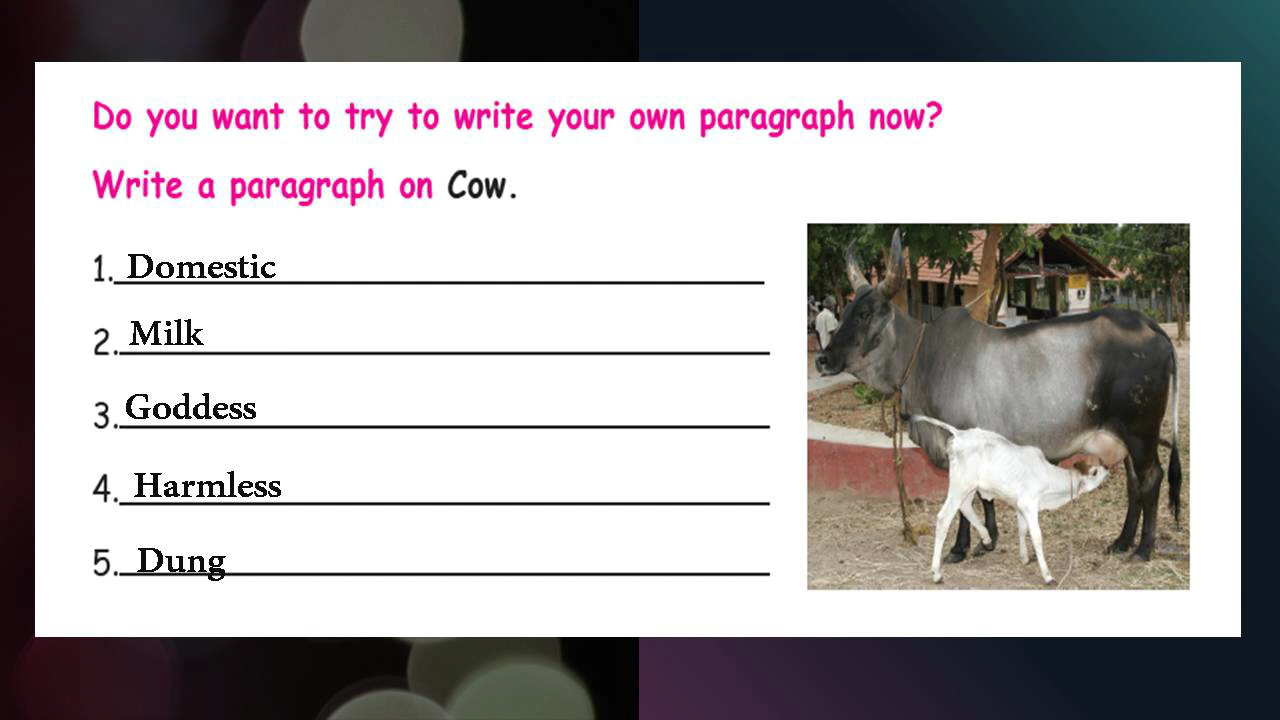 Do you want to try to write your own paragraph now?
Write a paragraph on Cow.
1. Domestic
2. Milk
3. Goddess
4. Harmless
5. Dung